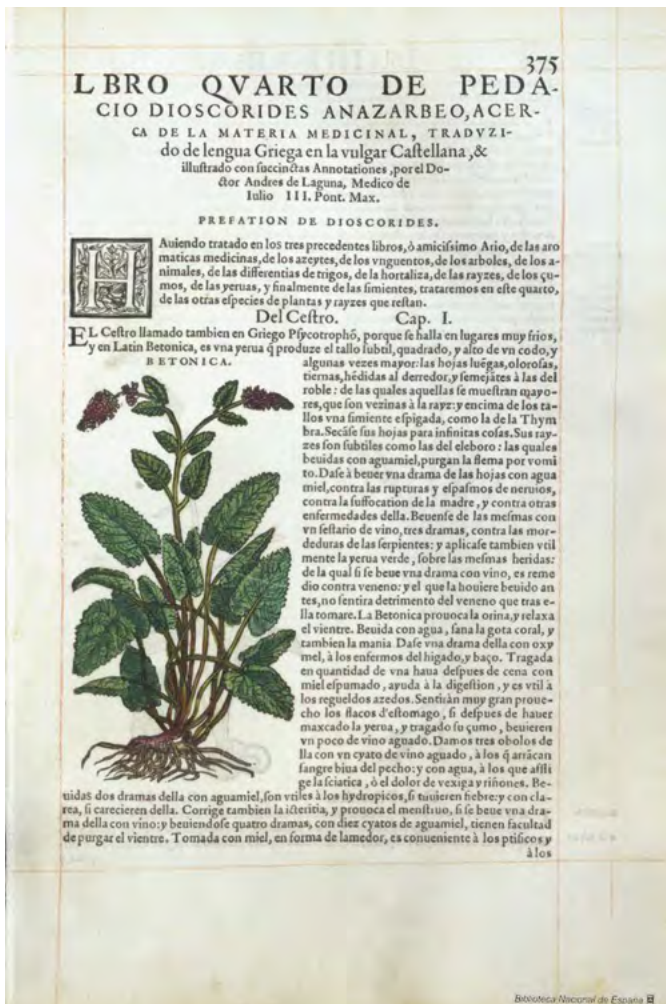 375
LBRO QVARTO DE PEDA-
CIO DIOSCORIDES ANAZARBEO, ACER-
CA DE LA MATERIA MEDICINAL, TRADVZI-
do de lengua Griega en la vulgar Caſtellana, &
illuſtrado con ſuccinctas Annotationes, por el Do-
ctor Andres de Laguna, Medico de
Iulio III. Pont. Max.
PREFATION DE DIOSCORIDES.
HAuiendo tratado en los tres precedentes libros, ò amiciſsimo Ario, de las aro
maticas medicinas, de los azeytes, de los vnguentos, de los arboles, de los a-
nimales, de las differentias de trigos, de la hortaliza, de las rayzes, de los çu-
mos, de las yeruas, y finalmente de las ſimientes, trataremos en eſte quarto,
de las otras eſpecies de plantas y rayzes que reſtan.
Del Ceſtro. Cap. I.
EL Ceſtro llamado tambien en Griego Pſycotrophõ, porque ſe halla en lugares muy frios,
y en Latin Betonica, es vna yerua q̃ produze el tallo ſubtil, quadrado, y alto de vn codo, y
BETONICA.
algunas vezes mayor: las hojas luẽgas, oloroſas,
tiernas, hẽdidas al derredor, y ſemejãtes à las del
roble: de las quales aquellas ſe mueſtran mayo-
res, que ſon vezinas à la rayz: y encima de los ta-
llos vna ſimiente eſpigada, como la de la Thym
bra. Secãſe ſus hojas para infinitas coſas. Sus ray-
zes ſon ſubtiles como las del eleboro: las quales
beuidas con aguamiel, purgan la flema por vomi
to. Daſe à beuer vna drama de las hojas con agua
miel, contra las rupturas y eſpaſmos de neruios,
contra la ſuffocation de la madre, y contra otras
enfermedades della. Beuenſe de las meſmas con
vn ſeſtario de vino, tres dramas, contra las mor-
deduras de las ſerpientes: y aplicaſe tambien vtil
mente la yerua verde, ſobre las meſmas heridas:
de la qual ſi ſe beue vna drama con vino, es reme
dio contra veneno: y el que la houiere beuido an
tes, no ſentira detrimento del veneno que tras e-
lla tomare. La Betonica prouoca la orina, y relaxa
el vientre. Beuida con agua, ſana la gota coral, y
tambien la mania Daſe vna drama della con oxy
mel, à los enfermos del higado, y baço. Tragada
en quantidad de vna haua deſpues de cena con
miel eſpumado, ayuda à la digeſtion, y es vtil à
los regueldos azedos. Sentirán muy gran proue-
cho los flacos d'eſtomago, ſi deſpues de hauer
maxcado la yerua, y tragado ſu çumo, beuieren
vn poco de vino aguado. Damos tres obolos de
lla con vn cyato de vino aguado, à los q̃ arrãcan
ſangre biua del pecho: y con agua, à los que affli
ge la ſciatica, ò el dolor de vexiga y riñones. Be-
uidas dos dramas della con aguamiel, ſon vtiles à los hydropicos, ſi tuuieren fiebre: y con cla-
rea, ſi carecieren della. Corrige tambien la iſteritia, y prouoca el menſtruo, ſi ſe beue vna dra-
ma della con vino: y beuiendoſe quatro dramas, con diez cyatos de aguamiel, tienen facultad
de purgar el vientre. Tomada con miel, en forma de lamedor, es conueniente à los ptiſicos y
à los
Biblioteca Nacional de España